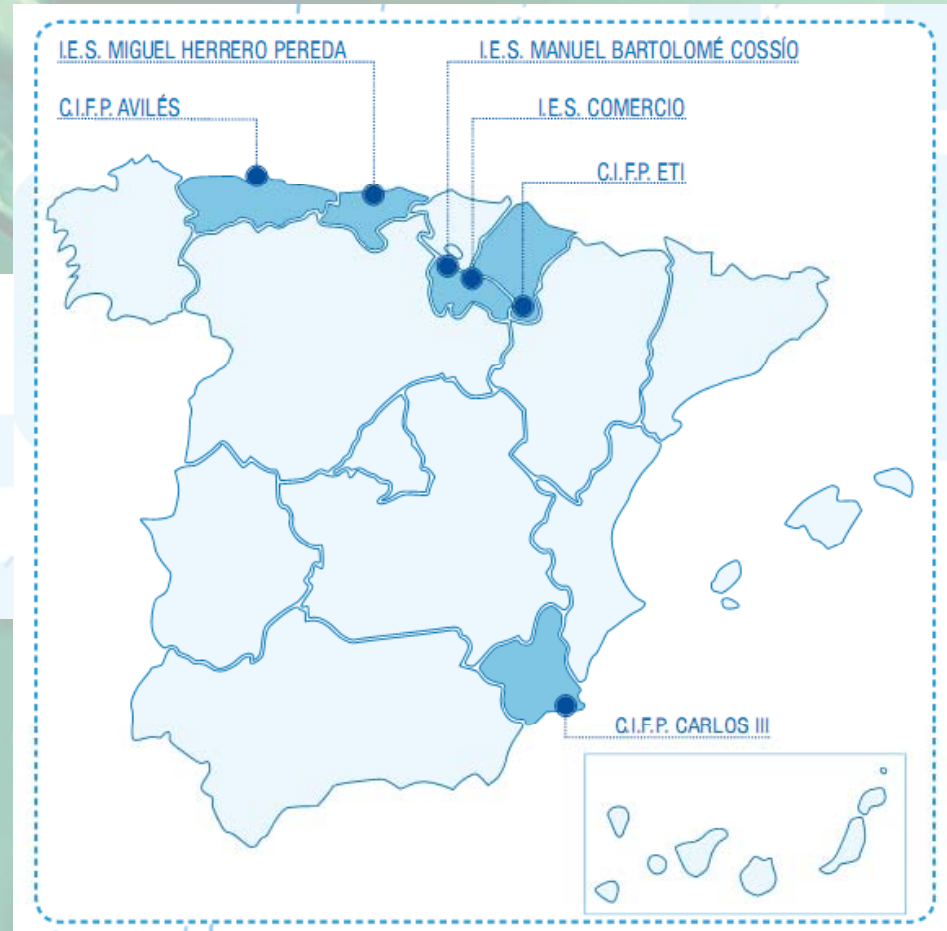 I.E.S. MIGUEL HERRERO PEREDA
I.E.S. MANUEL BARTOLOMÉ COSSÍO
C.I.F.P. AVILÉS
I.E.S. COMERCIO
C.I.F.P. ETI
C.I.F.P. CARLOS III